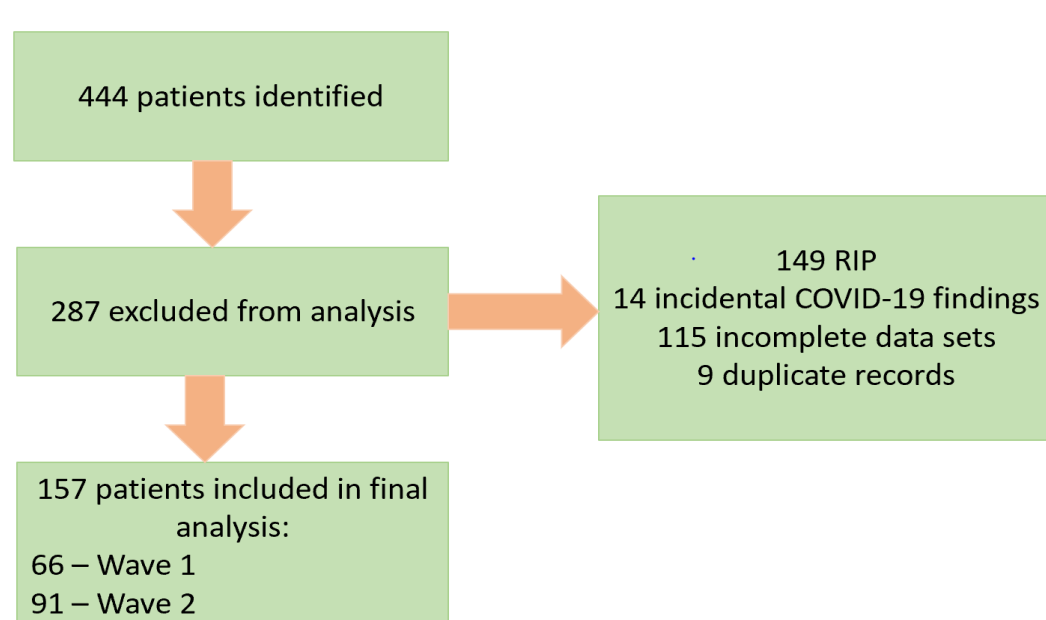 444 patients identified
287 excluded from analysis
149 RIP
14 incidental COVID-19 findings
115 incomplete data sets
9 duplicate records
157 patients included in final
analysis:
66 – Wave 1
91 – Wave 2